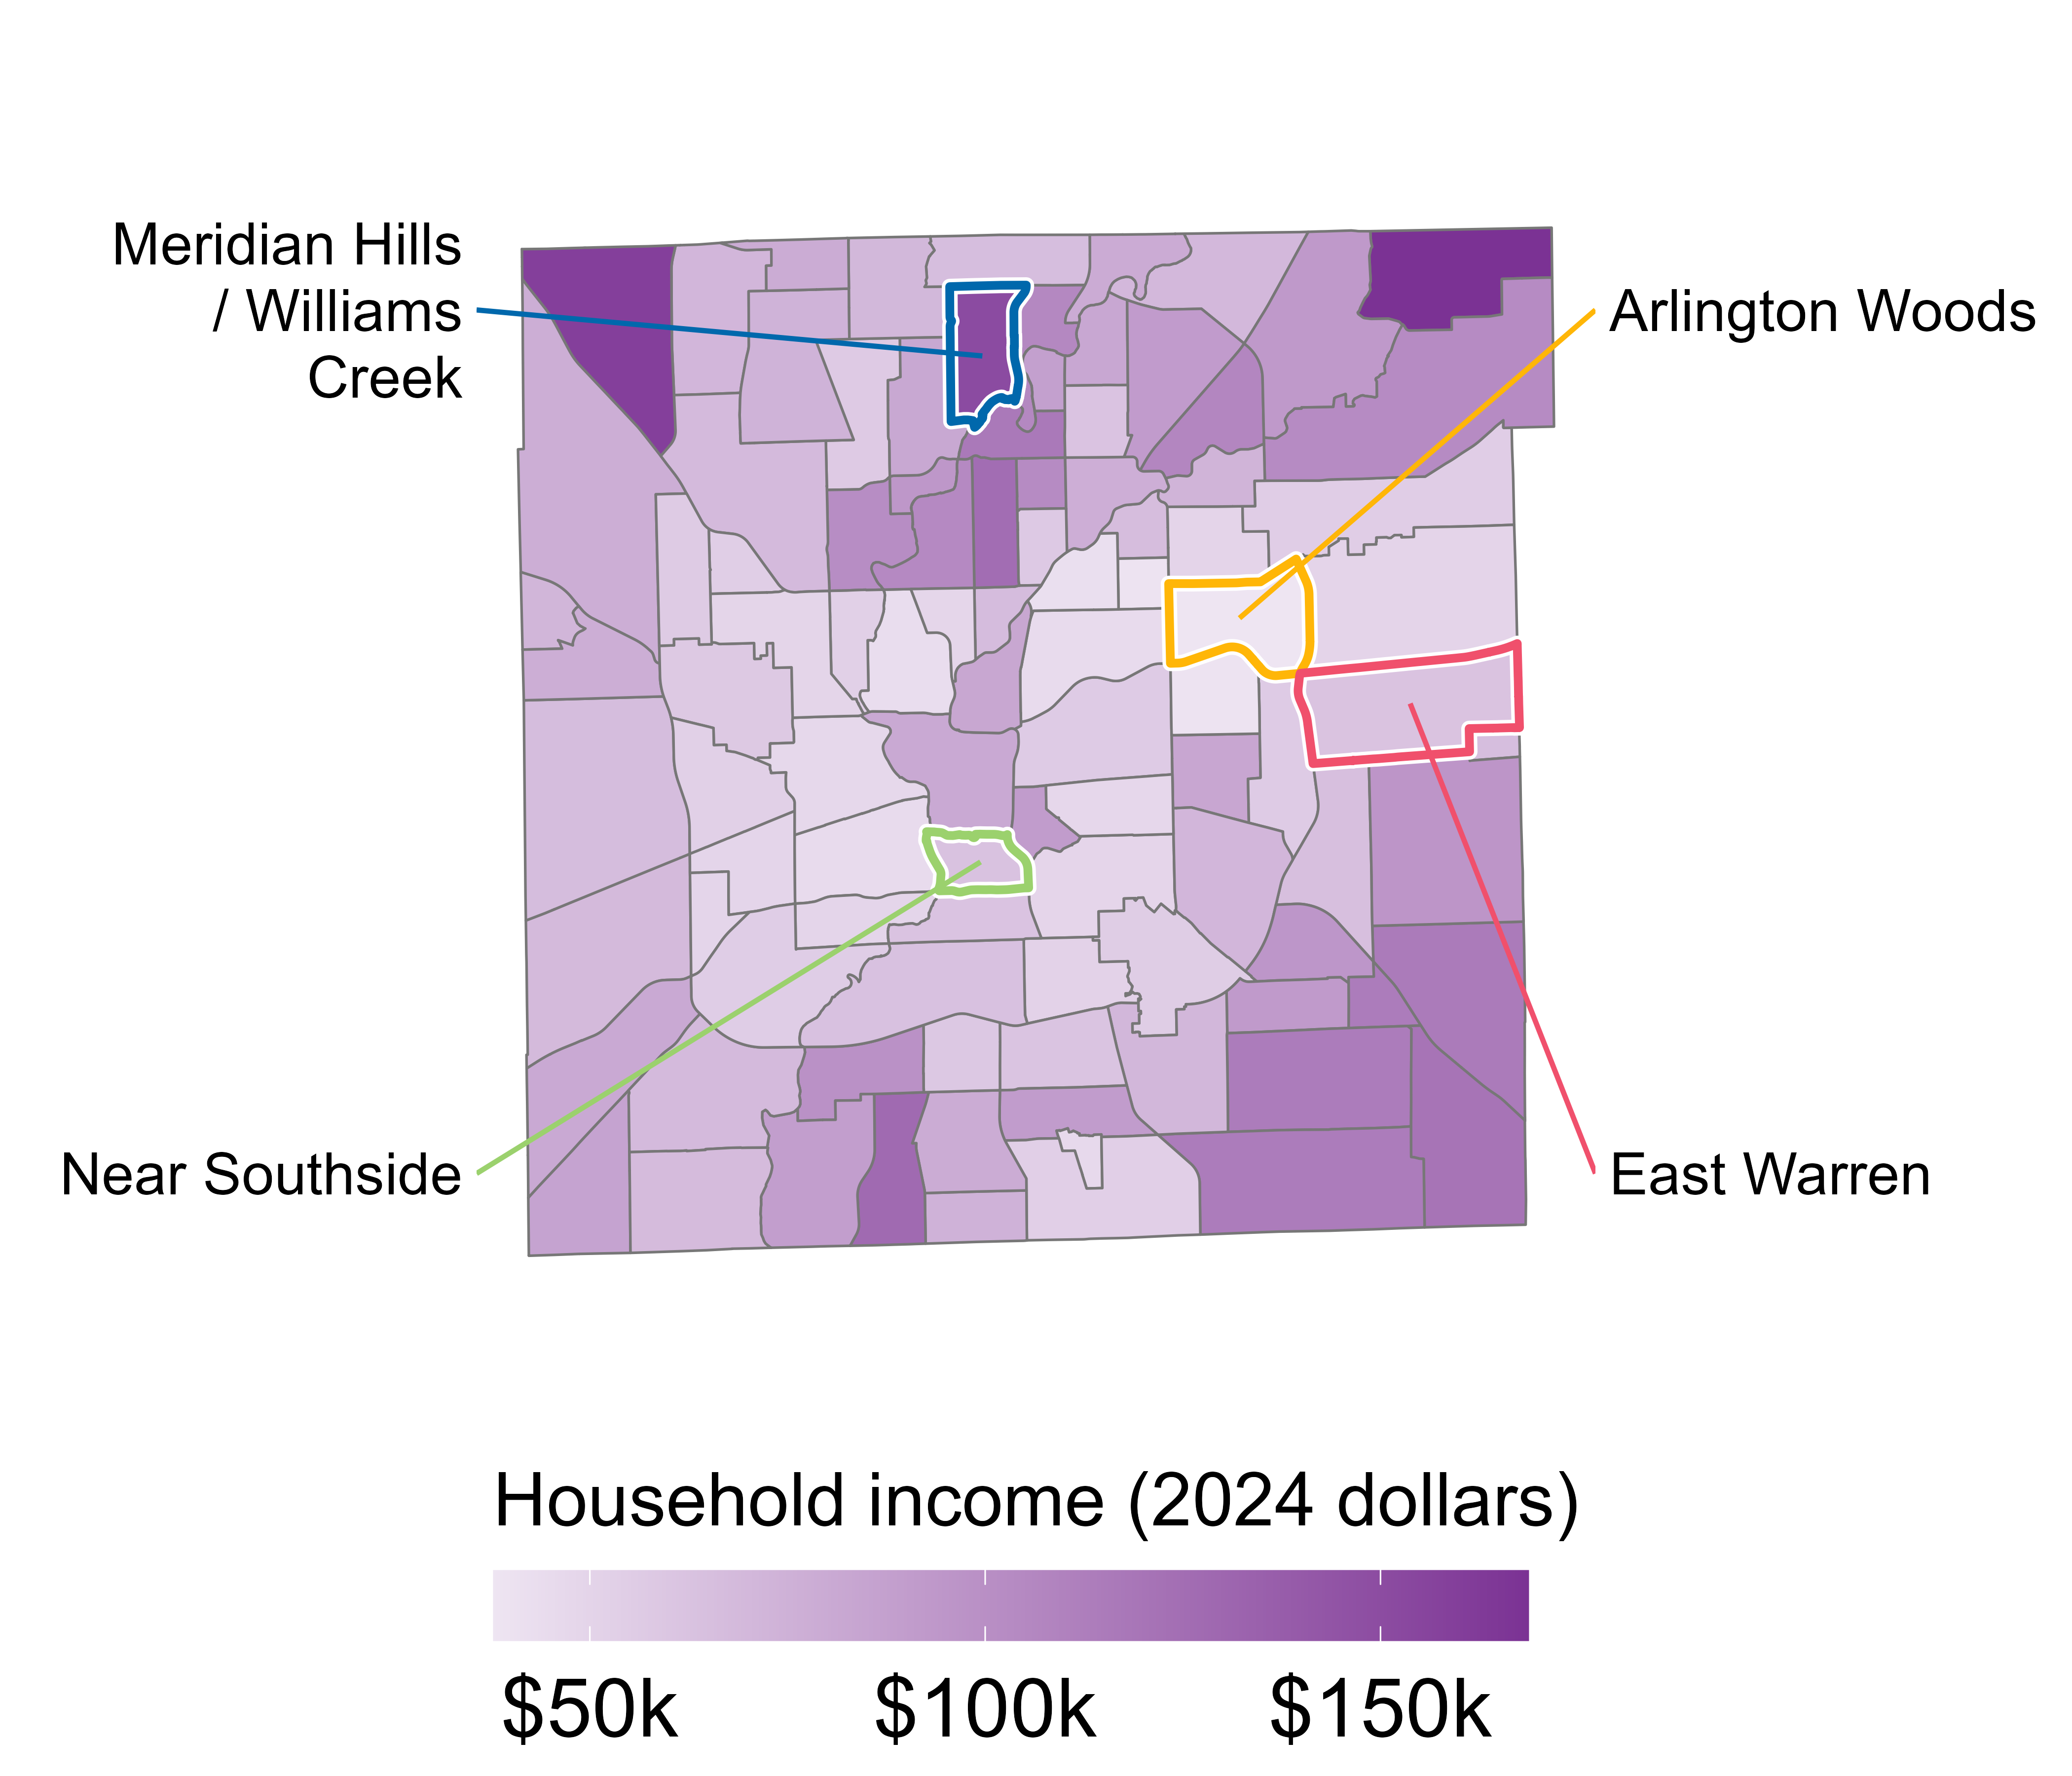 Meridian Hills
/ Williams
Creek
Arlington Woods
Near Southside
East Warren
Household income (2024 dollars)
$50k
$100k
$150k